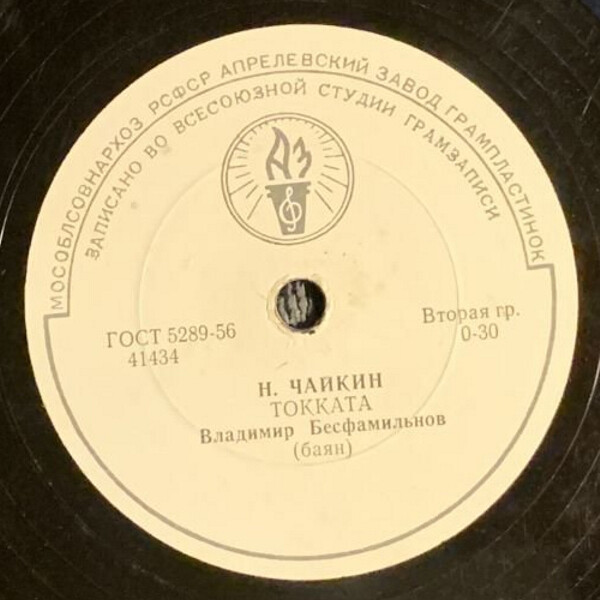 МОСОБЛСОВНАРХОЗ РСФСР АПРЕЛЕВСКИЙ ЗАВОД ГРАМПЛАСТИНОК
ЗАПИСАНО ВО ВСЕСОЮЗНОЙ СТУДИИ ГРАМЗАПИСИ
АЗ
ГОСТ 5289-56
41434
Вторая гр.
0-30
Н. ЧАЙКИН
ТОККАТА
Владимир Бесфамильнов
(баян)